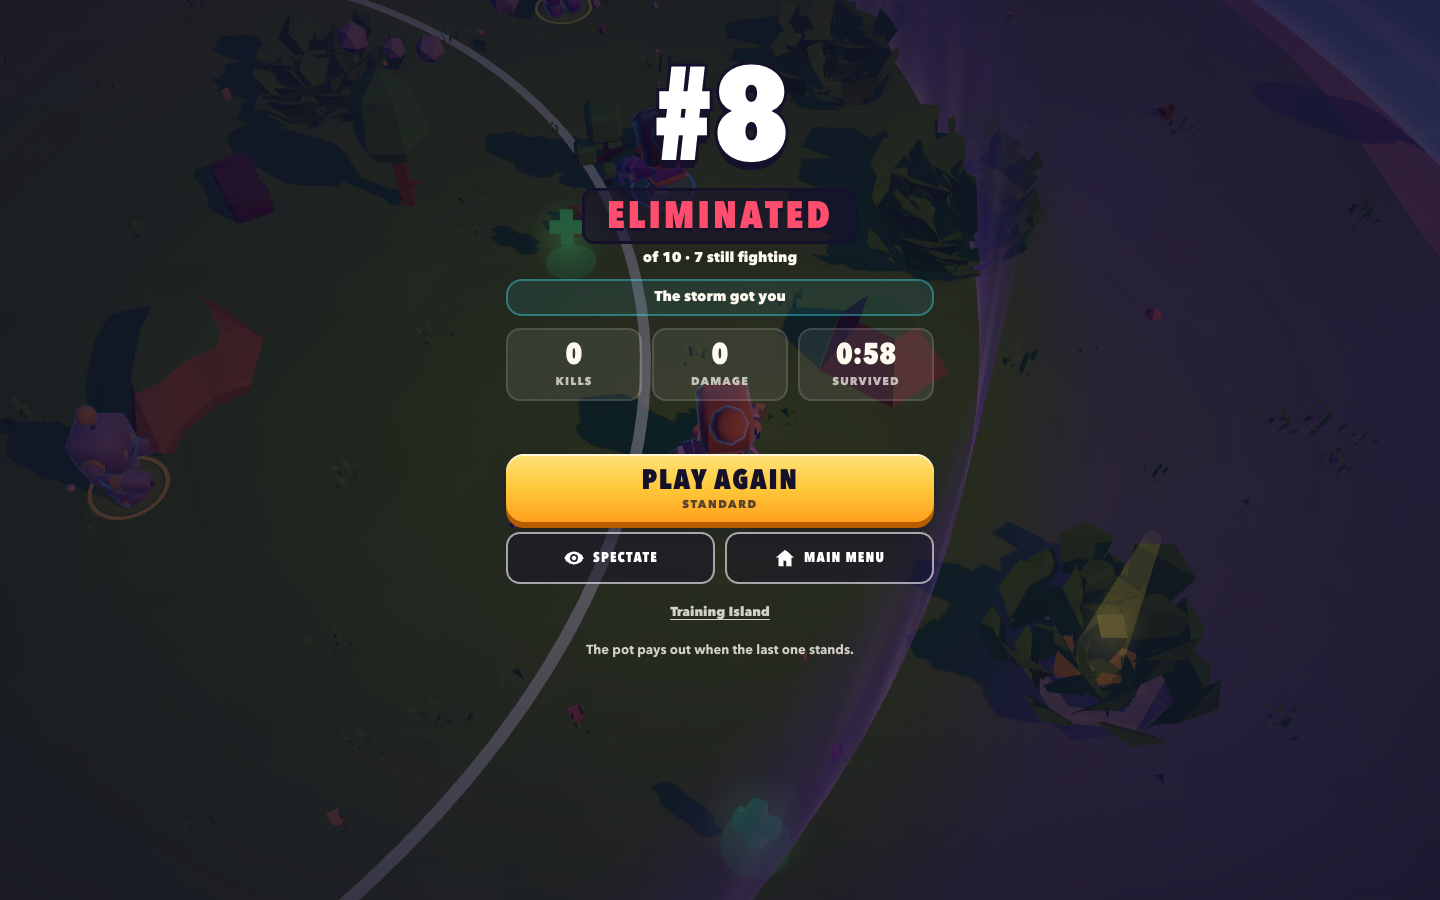 #8
ELIMINATED
of 10 • 7 still fighting
The storm got you
0
KILLS
0
DAMAGE
0:58
SURVIVED
PLAY AGAIN
STANDARD
SPECTATE
MAIN MENU
Training Island
The pot pays out when the last one stands.